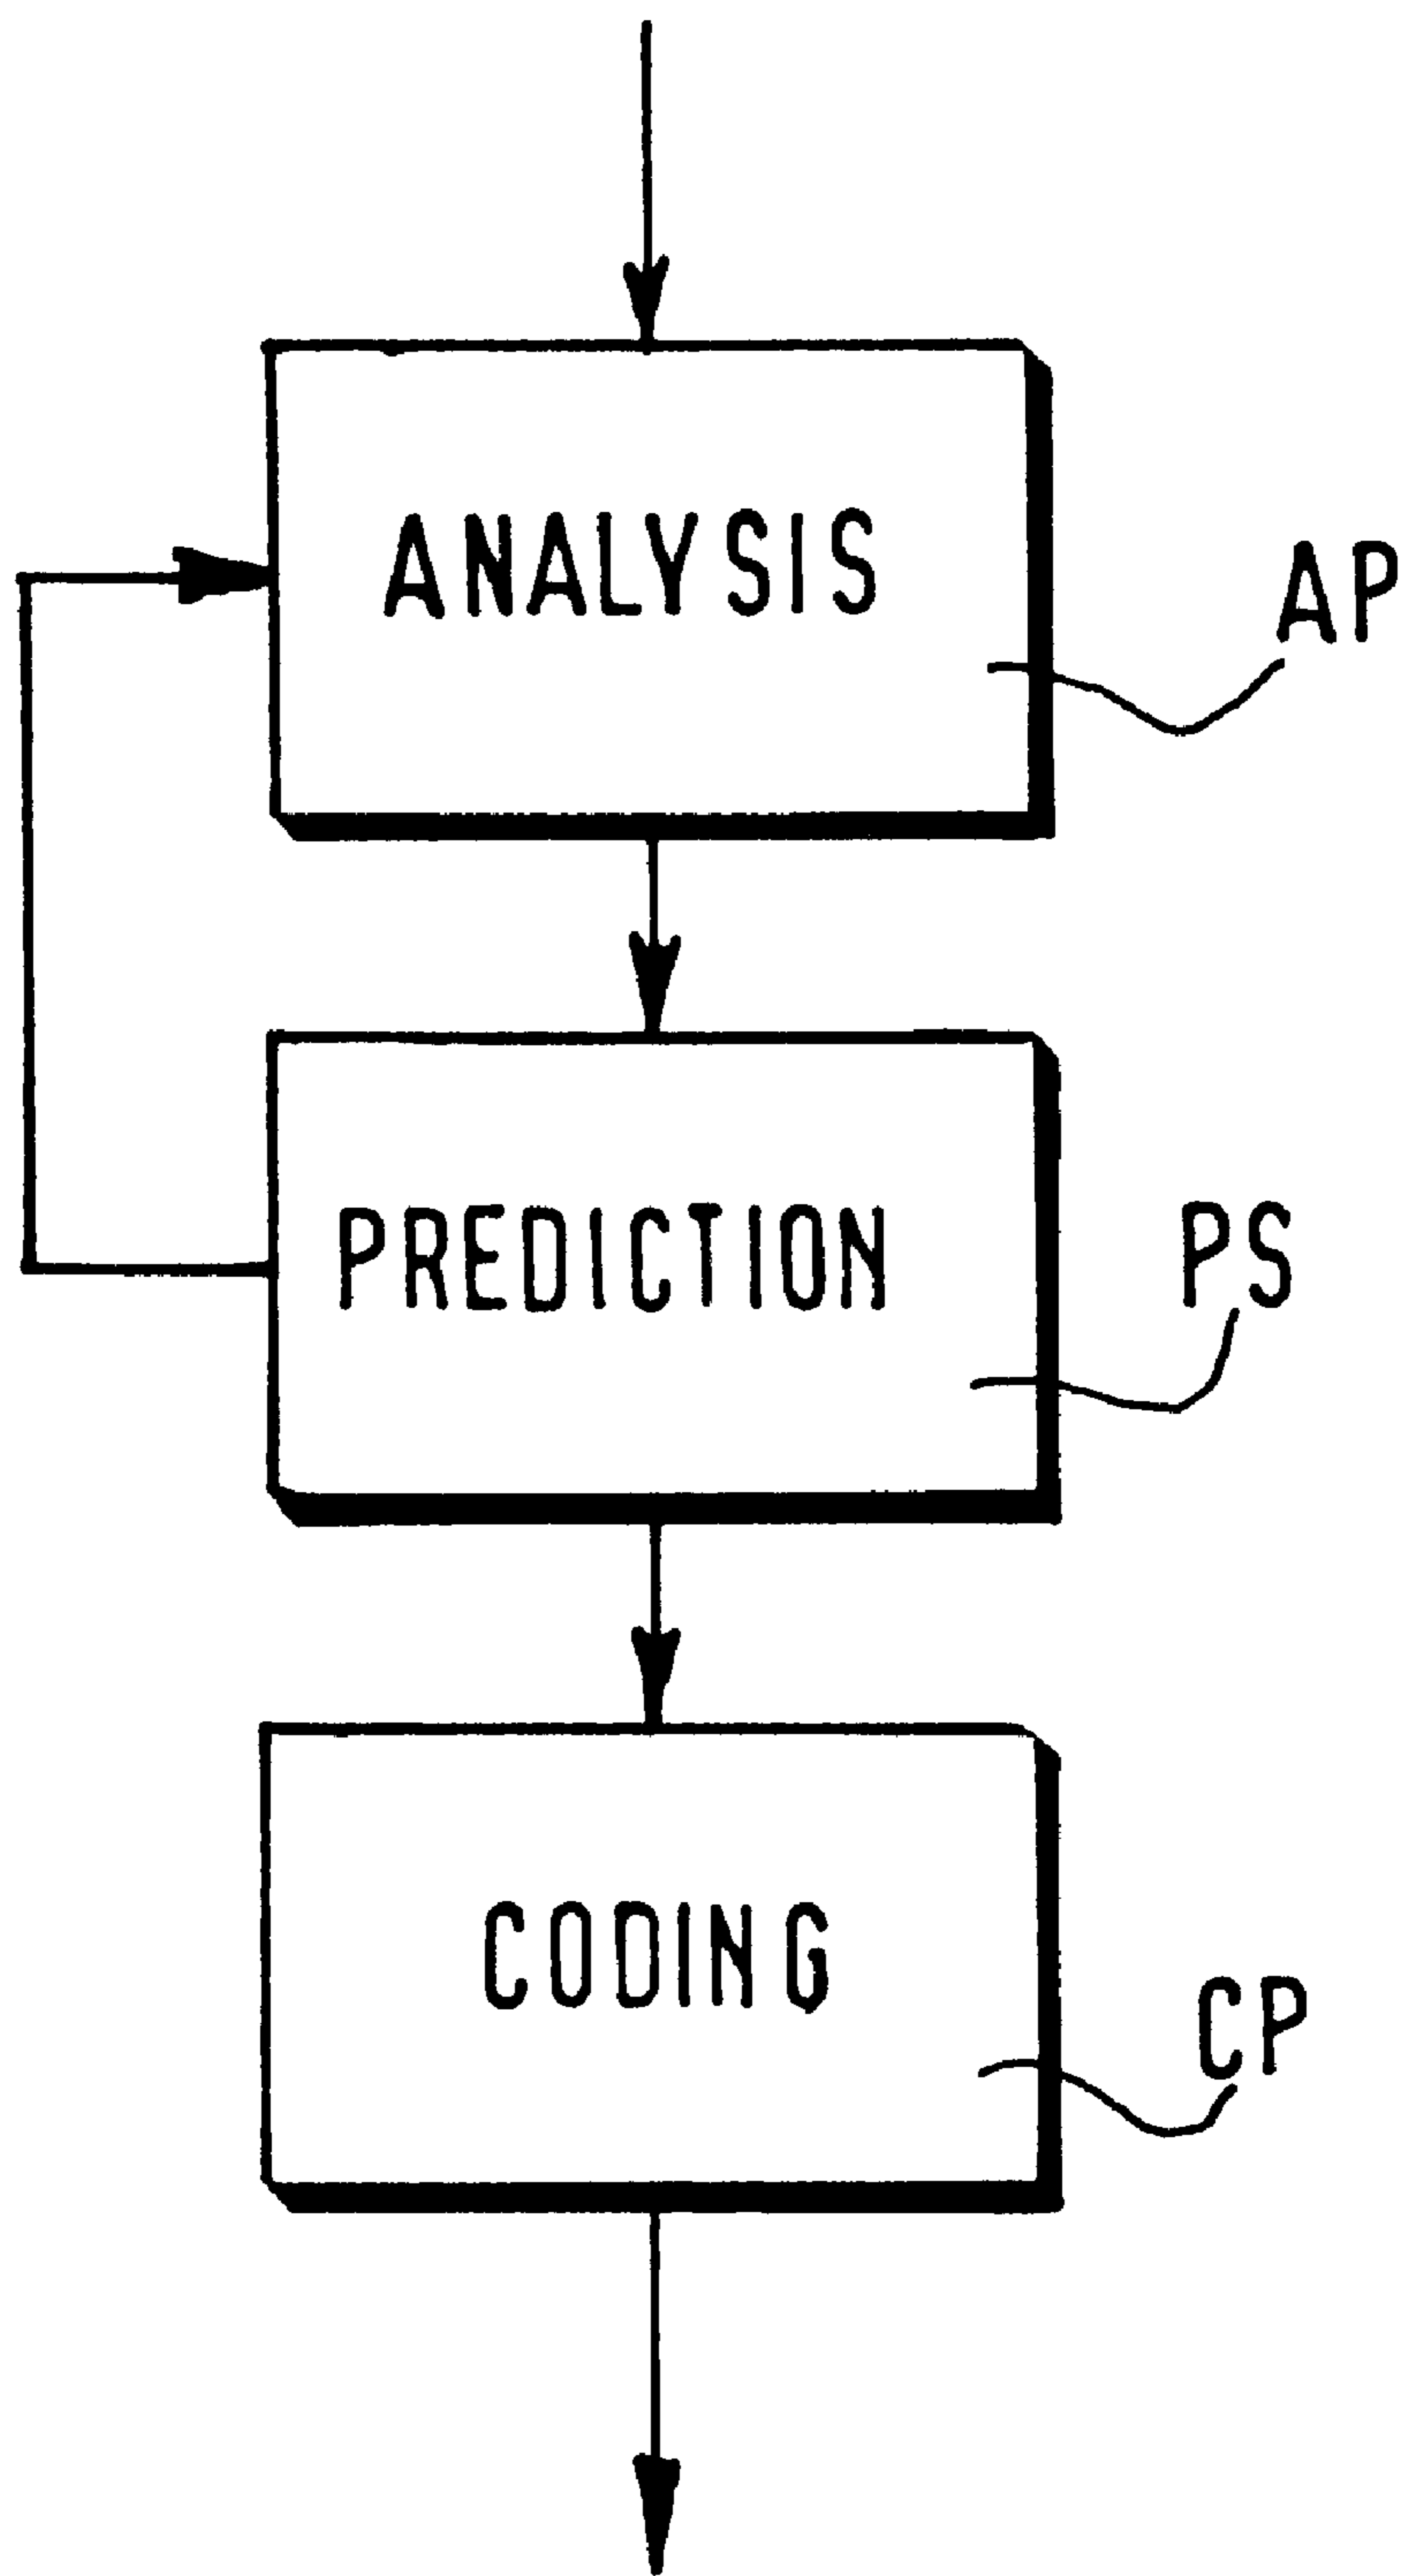 ANALYSIS
AP
PREDICTION
PS
CODING
CP